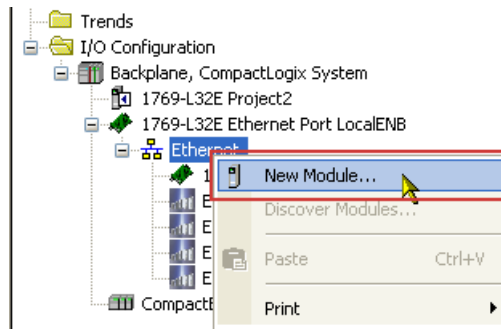 Trends
I/O Configuration
Backplane, CompactLogix System
1769-L32E Project2
1769-L32E Ethernet Port LocalENB
Ethernet
1
New Module...
E
Discover Modules...
E
E
Paste Ctrl+V
E
Print